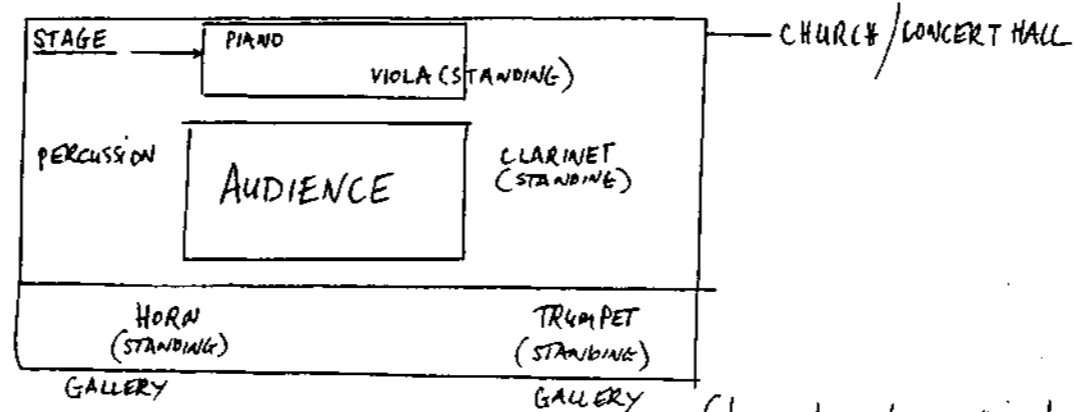 STAGE
PIANO
CHURCH/CONCERT HALL
VIOLA (STANDING)
PERCUSSION
AUDIENCE
CLARINET
(STANDING)
HORN
(STANDING)
TRUMPET
(STANDING)
GALLERY
GALLERY